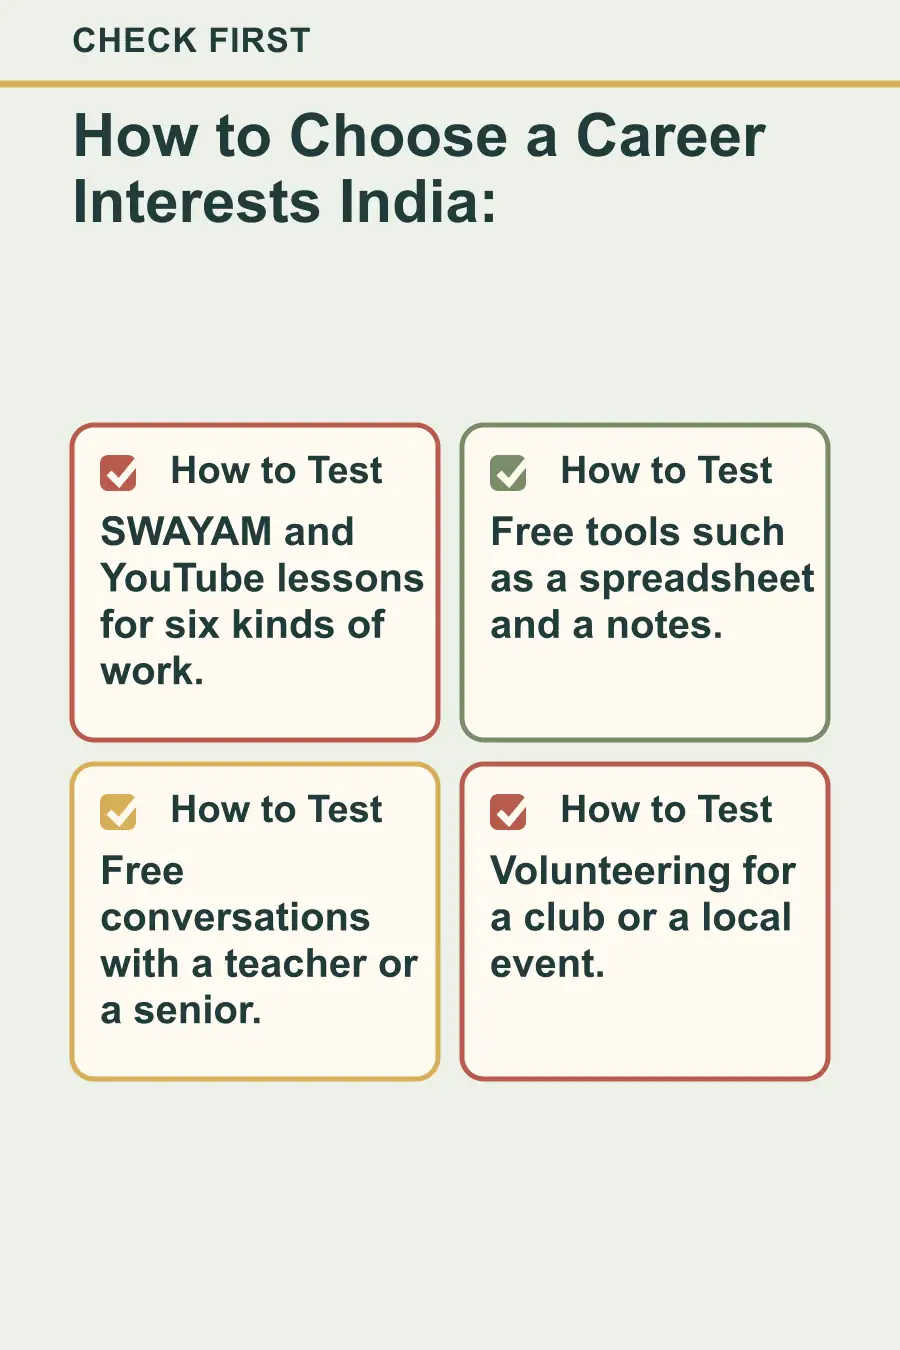 CHECK FIRST
How to Choose a Career
Interests India:
How to Test
SWAYAM and
YouTube lessons
for six kinds of
work.
How to Test
Free tools such
as a spreadsheet
and a notes.
How to Test
Free
conversations
with a teacher or
a senior.
How to Test
Volunteering for
a club or a local
event.